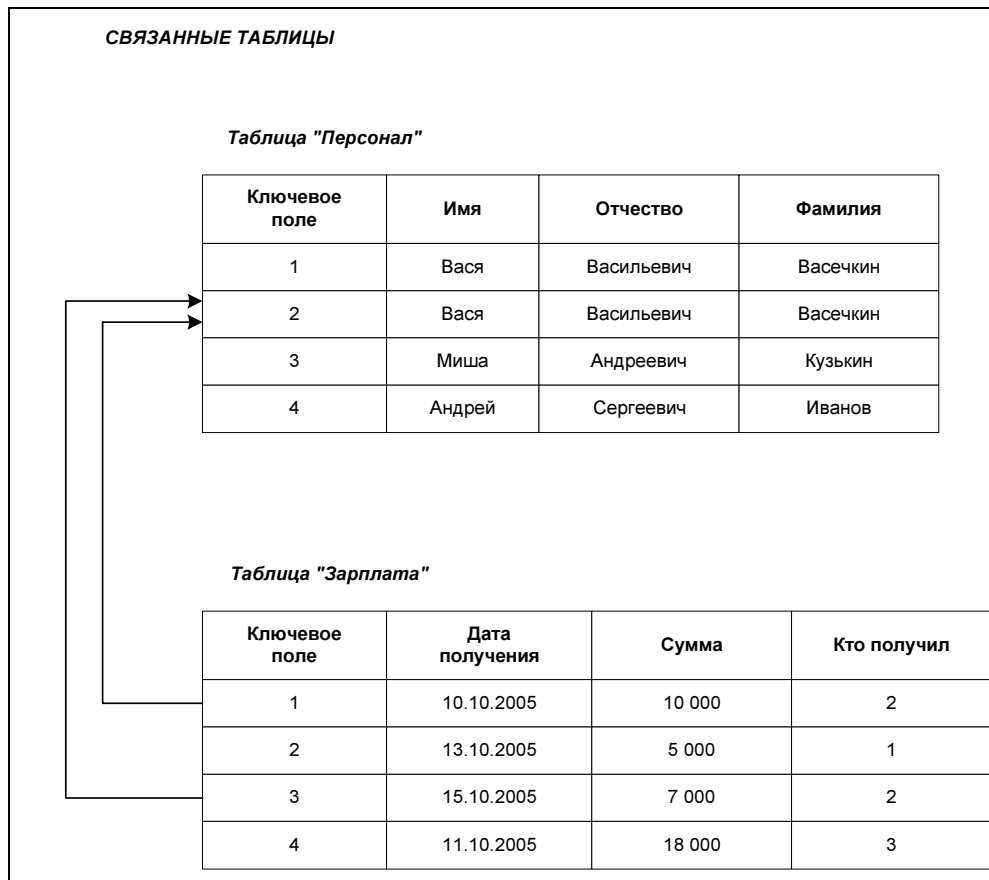 СВЯЗАННЫЕ ТАБЛИЦЫ
Таблица "Персонал"
Ключевое поле Имя Отчество Фамилия
1 Вася Васильевич Васечкин
2 Вася Васильевич Васечкин
3 Миша Андреевич Кузькин
4 Андрей Сергеевич Иванов
Таблица "Зарплата"
Ключевое поле Дата получения Сумма Кто получил
1 10.10.2005 10 000 2
2 13.10.2005 5 000 1
3 15.10.2005 7 000 2
4 11.10.2005 18 000 3